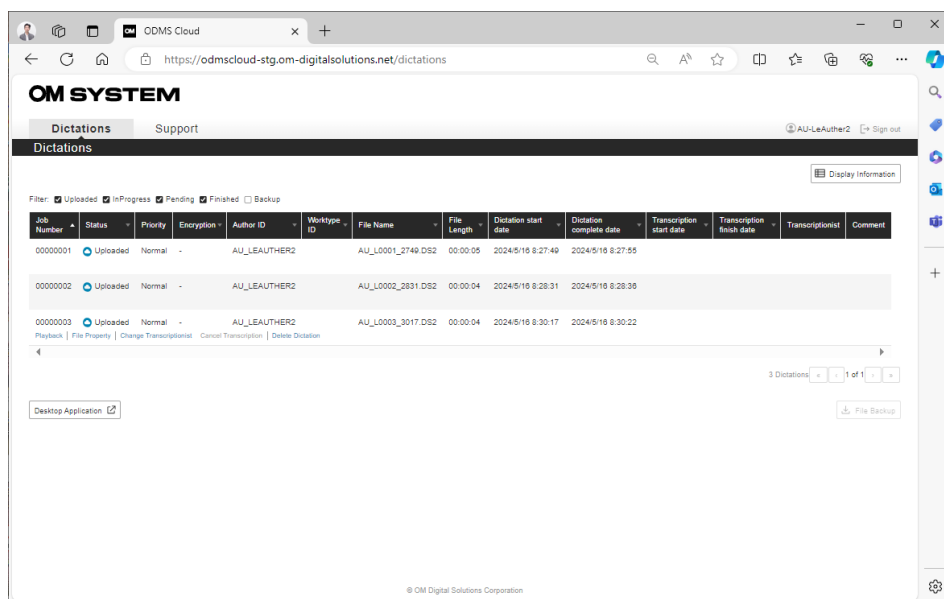 OM ODMS Cloud
https://odmscloud-stg.om-digitalsolutions.net/dictations
OM SYSTEM
Dictations Support AU-LeAuther2 Sign out
Dictations
Display Information
Filter: Uploaded InProgress Pending Finished Backup
Job Number Status Priority Encryption Author ID Worktype ID File Name File Length Dictation start date Dictation complete date Transcription start date Transcription finish date Transcriptionist Comment
00000001 Uploaded Normal - AU_LEAUTHER2 AU_L0001_2749.DS2 00:00:05 2024/5/16 8:27:49 2024/5/16 8:27:55
00000002 Uploaded Normal - AU_LEAUTHER2 AU_L0002_2831.DS2 00:00:04 2024/5/16 8:28:31 2024/5/16 8:28:36
00000003 Uploaded Normal - AU_LEAUTHER2 AU_L0003_3017.DS2 00:00:04 2024/5/16 8:30:17 2024/5/16 8:30:22
Playback | File Property | Change Transcriptionist Cancel Transcription | Delete Dictation
3 Dictations « ‹ 1 of 1 › »
Desktop Application File Backup
© OM Digital Solutions Corporation